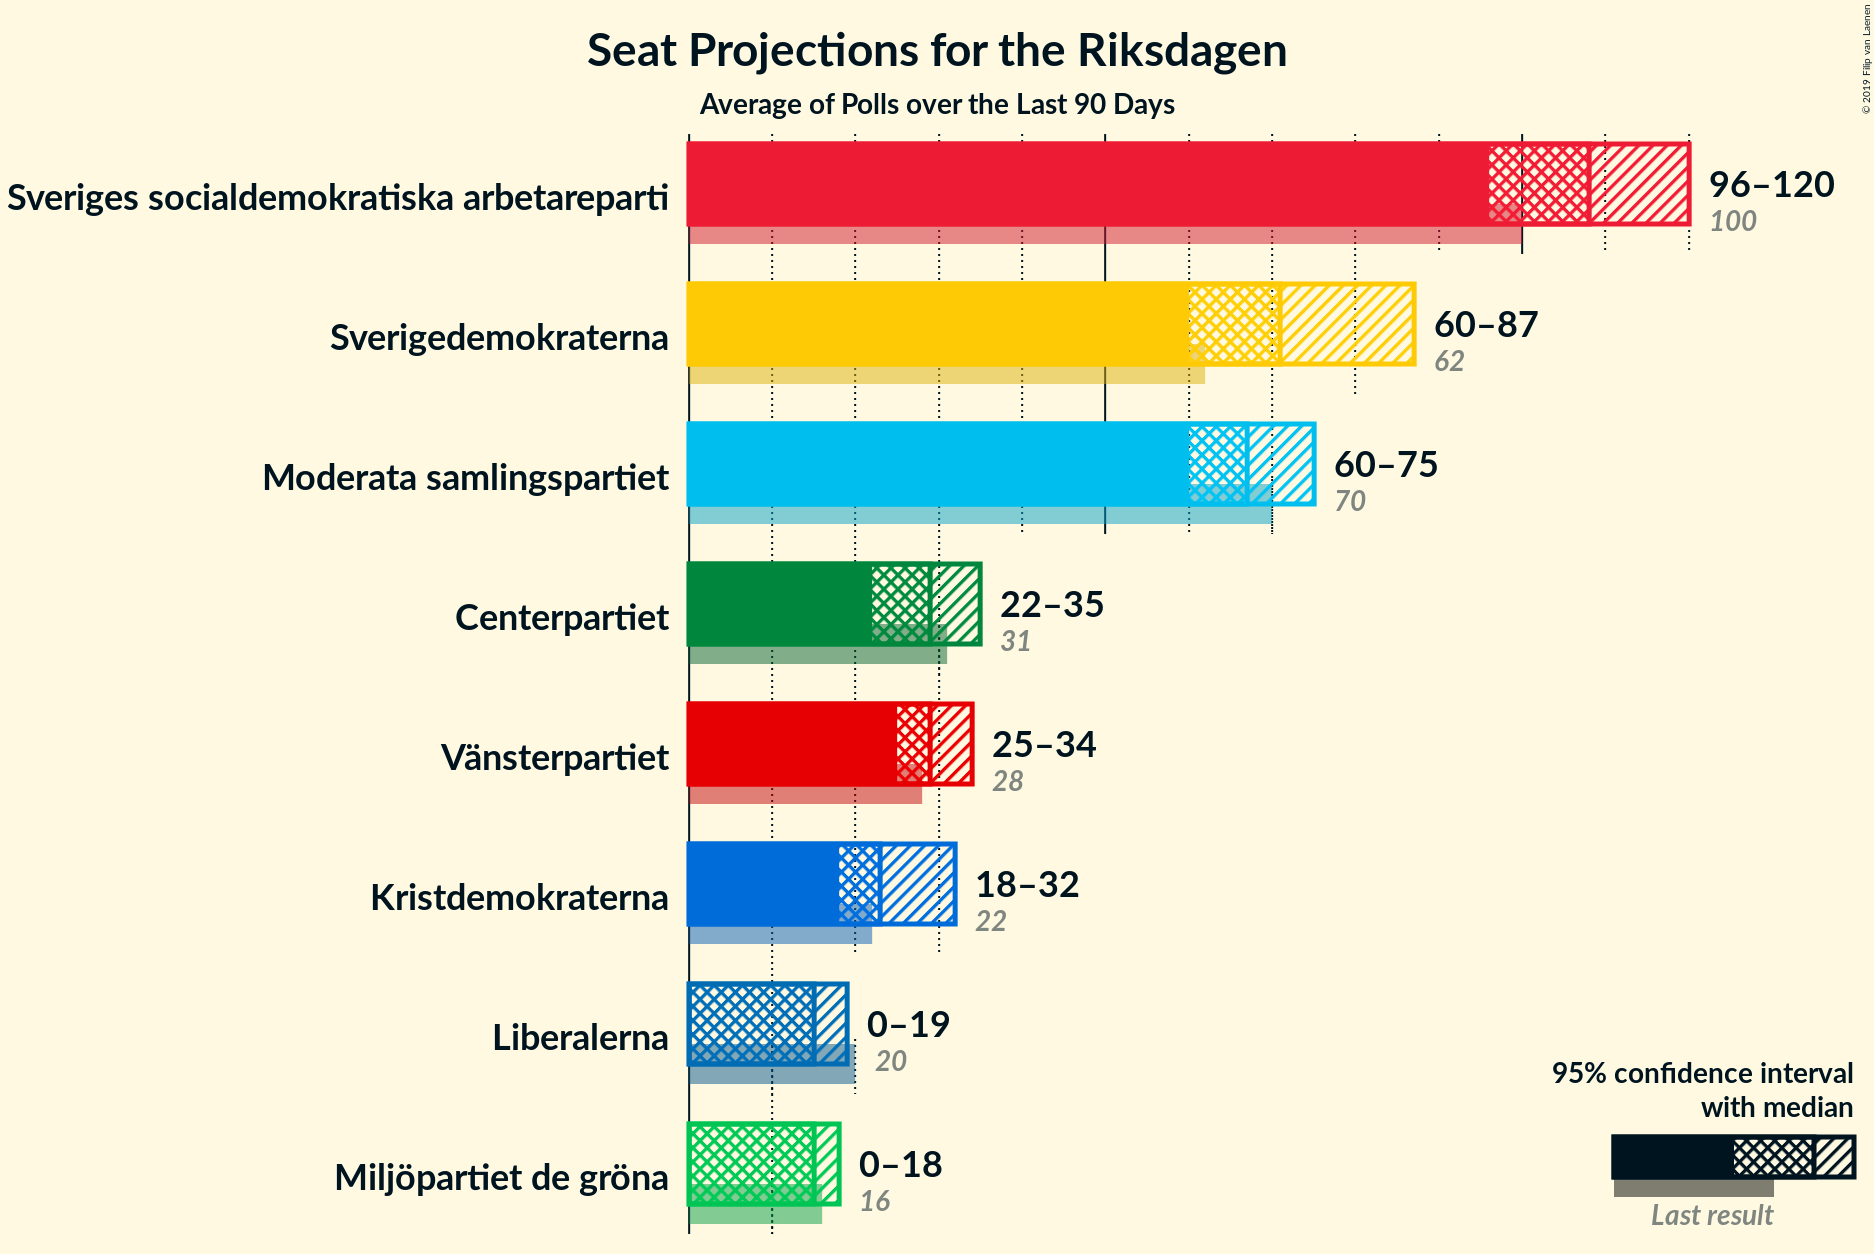 Seat Projections for the Riksdagen
Average of Polls over the Last 90 Days
© 2019 Filip van Laenen
Sveriges socialdemokratiska arbetareparti
96–120
100
Sverigedemokraterna
60–87
62
Moderata samlingspartiet
60–75
70
Centerpartiet
22–35
31
Vänsterpartiet
25–34
28
Kristdemokraterna
18–32
22
Liberalerna
0–19
20
Miljöpartiet de gröna
0–18
16
95% confidence interval
with median
Last result